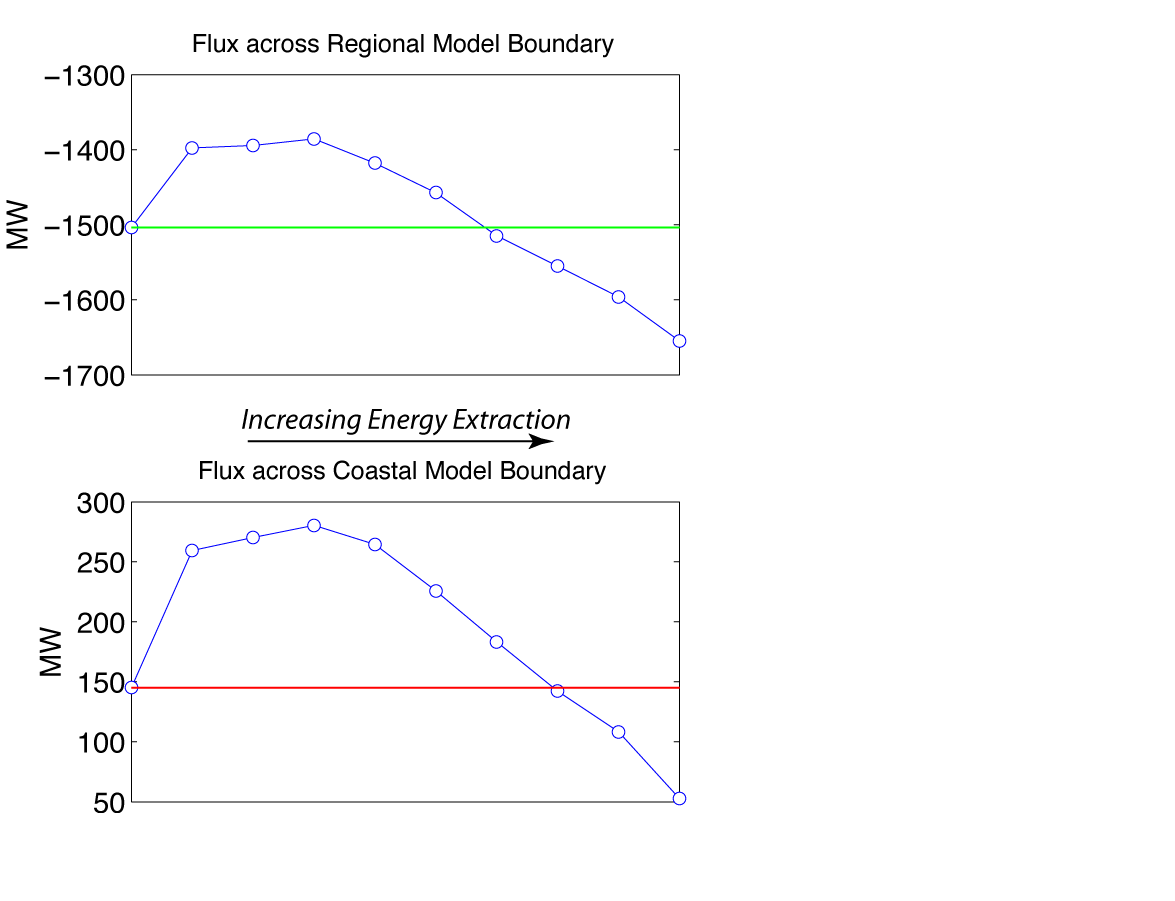 Flux across Regional Model Boundary
−1300
−1400
−1500
−1600
−1700
MW
Increasing Energy Extraction
Flux across Coastal Model Boundary
300
250
200
150
100
50
MW